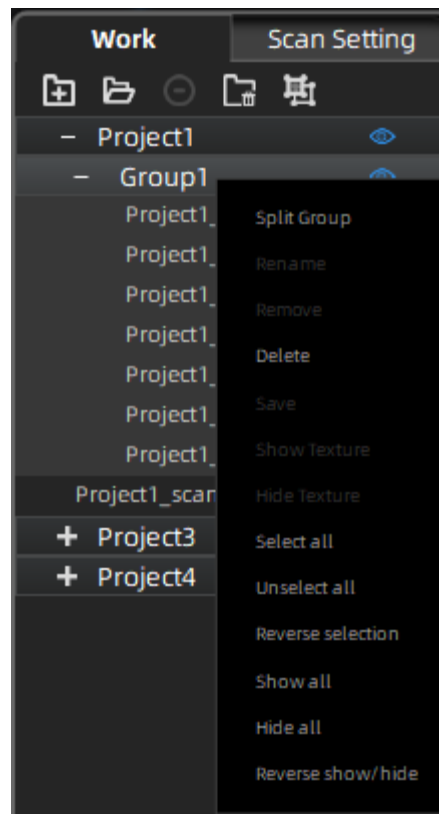 Work
Scan Setting
Project1
Group1
Project1_
Project1_
Project1_
Project1_
Project1_
Project1_
Project1_
Project1_scan
Project3
Project4
Split Group
Rename
Remove
Delete
Save
Show Texture
Hide Texture
Select all
Unselect all
Reverse selection
Show all
Hide all
Reverse show/hide